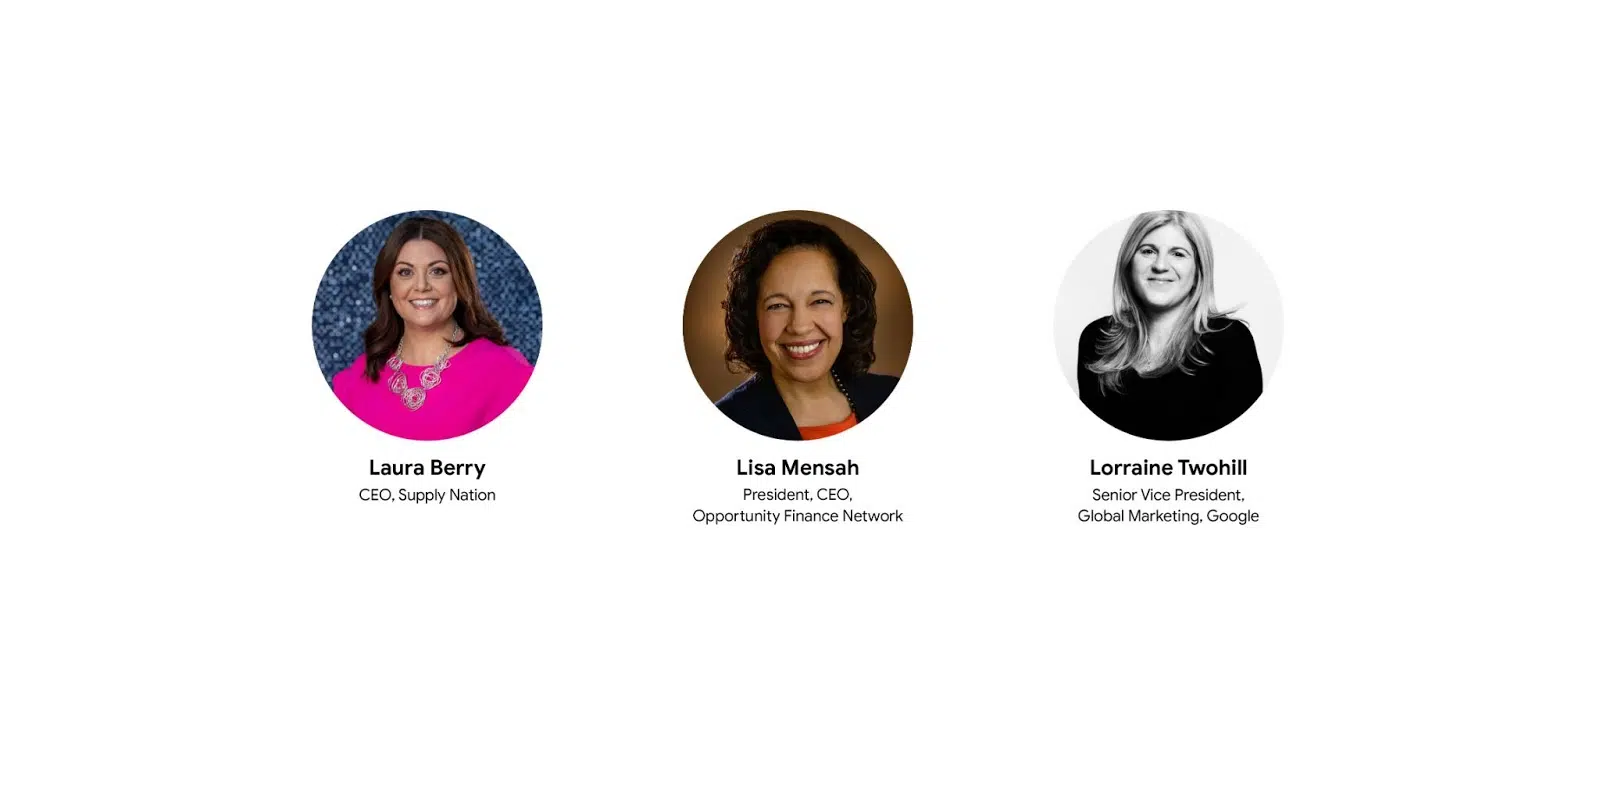 Laura Berry
CEO, Supply Nation
Lisa Mensah
President, CEO,
Opportunity Finance Network
Lorraine Twohill
Senior Vice President,
Global Marketing, Google